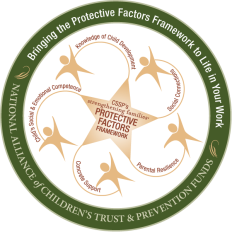 Bringing the Protective Factors Framework to Life in Your Work
NATIONAL ALLIANCE of CHILDREN'S TRUST & PREVENTION FUNDS
Knowledge of Child Development
Social Connections
Parental Resilience
Concrete Support
Child's Social & Emotional Competence
CSSP's
strengthening families
PROTECTIVE
FACTORS
FRAMEWORK